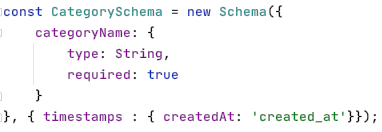 const CategorySchema = new Schema({
    categoryName: {
        type: String,
        required: true
    }
}, { timestamps : { createdAt: 'created_at'}});